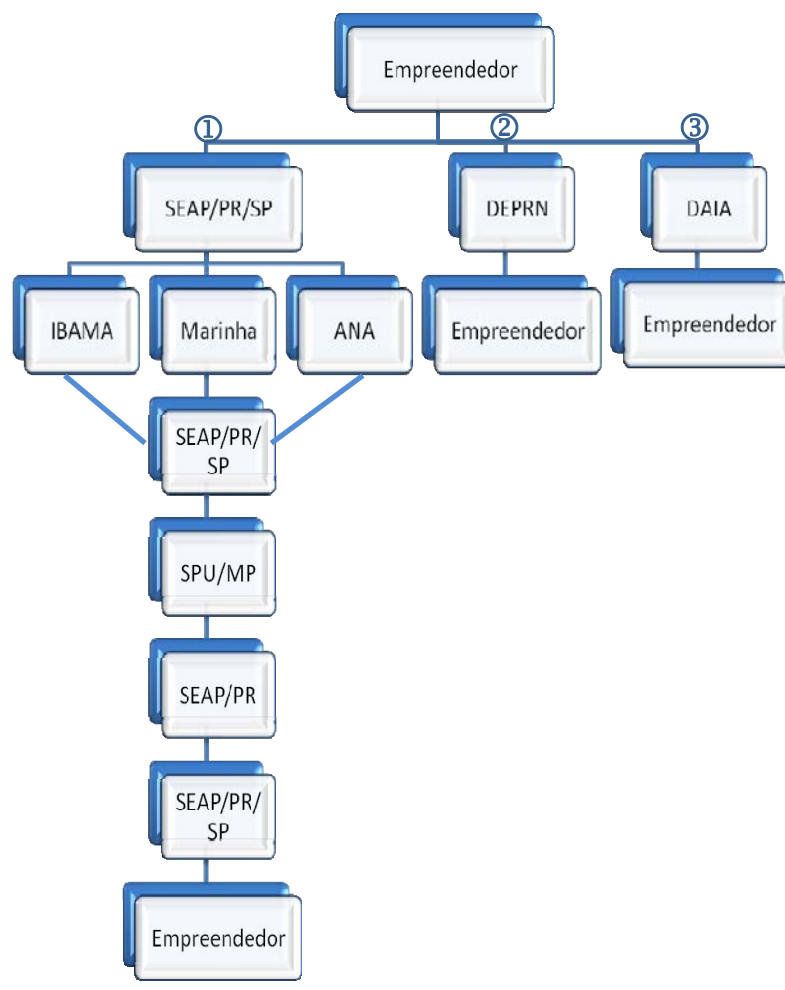 Empreendedor
① ② ③
SEAP/PR/SP DEPRN DAIA
IBAMA Marinha ANA Empreendedor Empreendedor
SEAP/PR/
SP
SPU/MP
SEAP/PR
SEAP/PR/
SP
Empreendedor